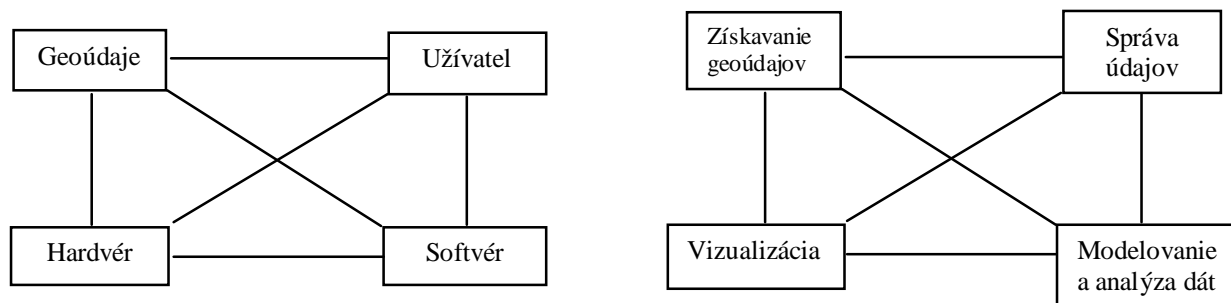 Geoúdaje
Užívatel
Hardvér
Softvér
Získavanie
geoúdajov
Správa
údajov
Vizualizácia
Modelovanie
a analýza dát